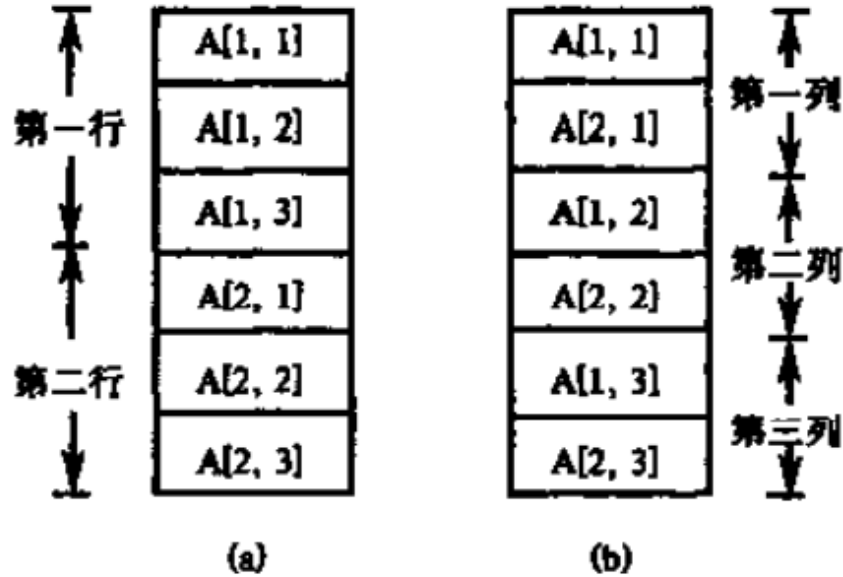 第一行
第二行
A[1, 1]
A[1, 2]
A[1, 3]
A[2, 1]
A[2, 2]
A[2, 3]
(a)
A[1, 1]
A[2, 1]
A[1, 2]
A[2, 2]
A[1, 3]
A[2, 3]
(b)
第一列
第二列
第三列